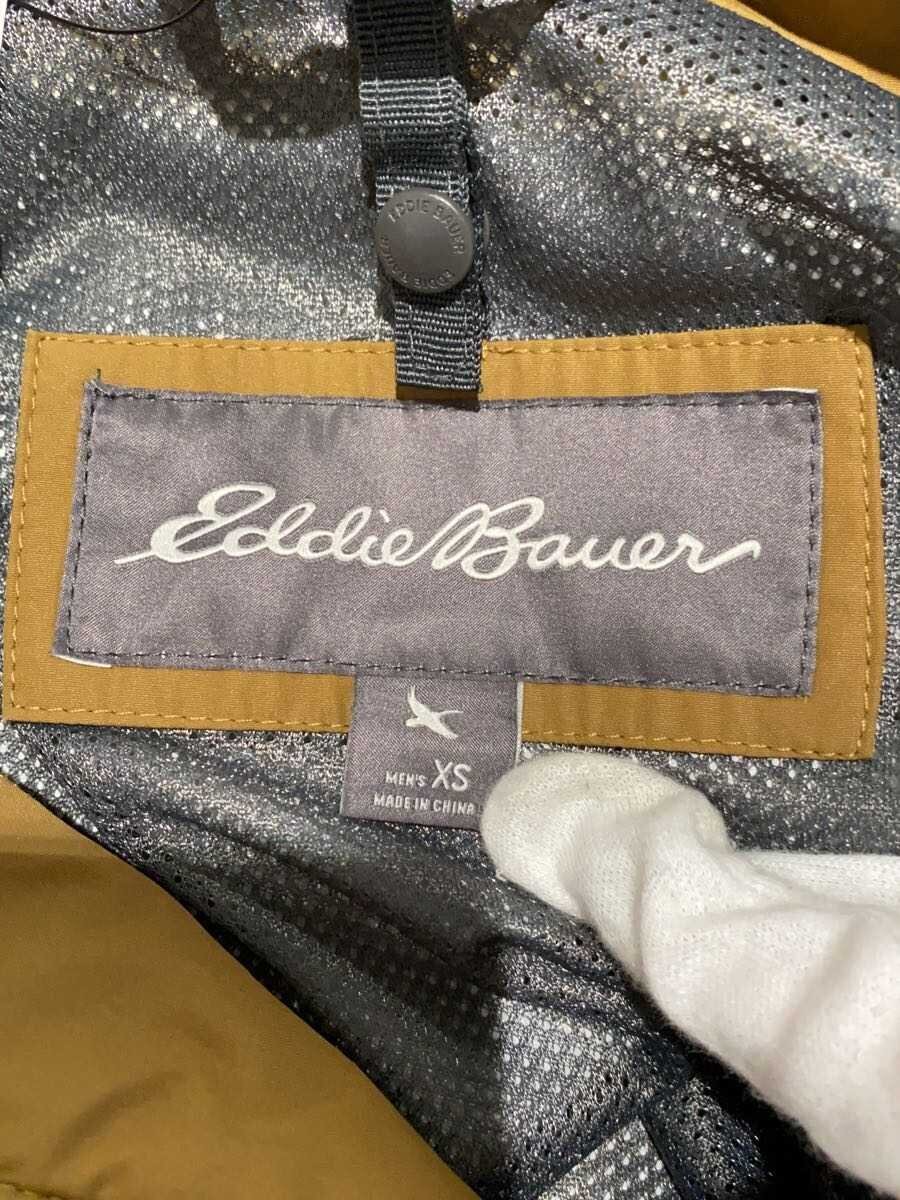 EDDIE BAUER
Eddie Bauer
MEN'S XS
MADE IN CHINA